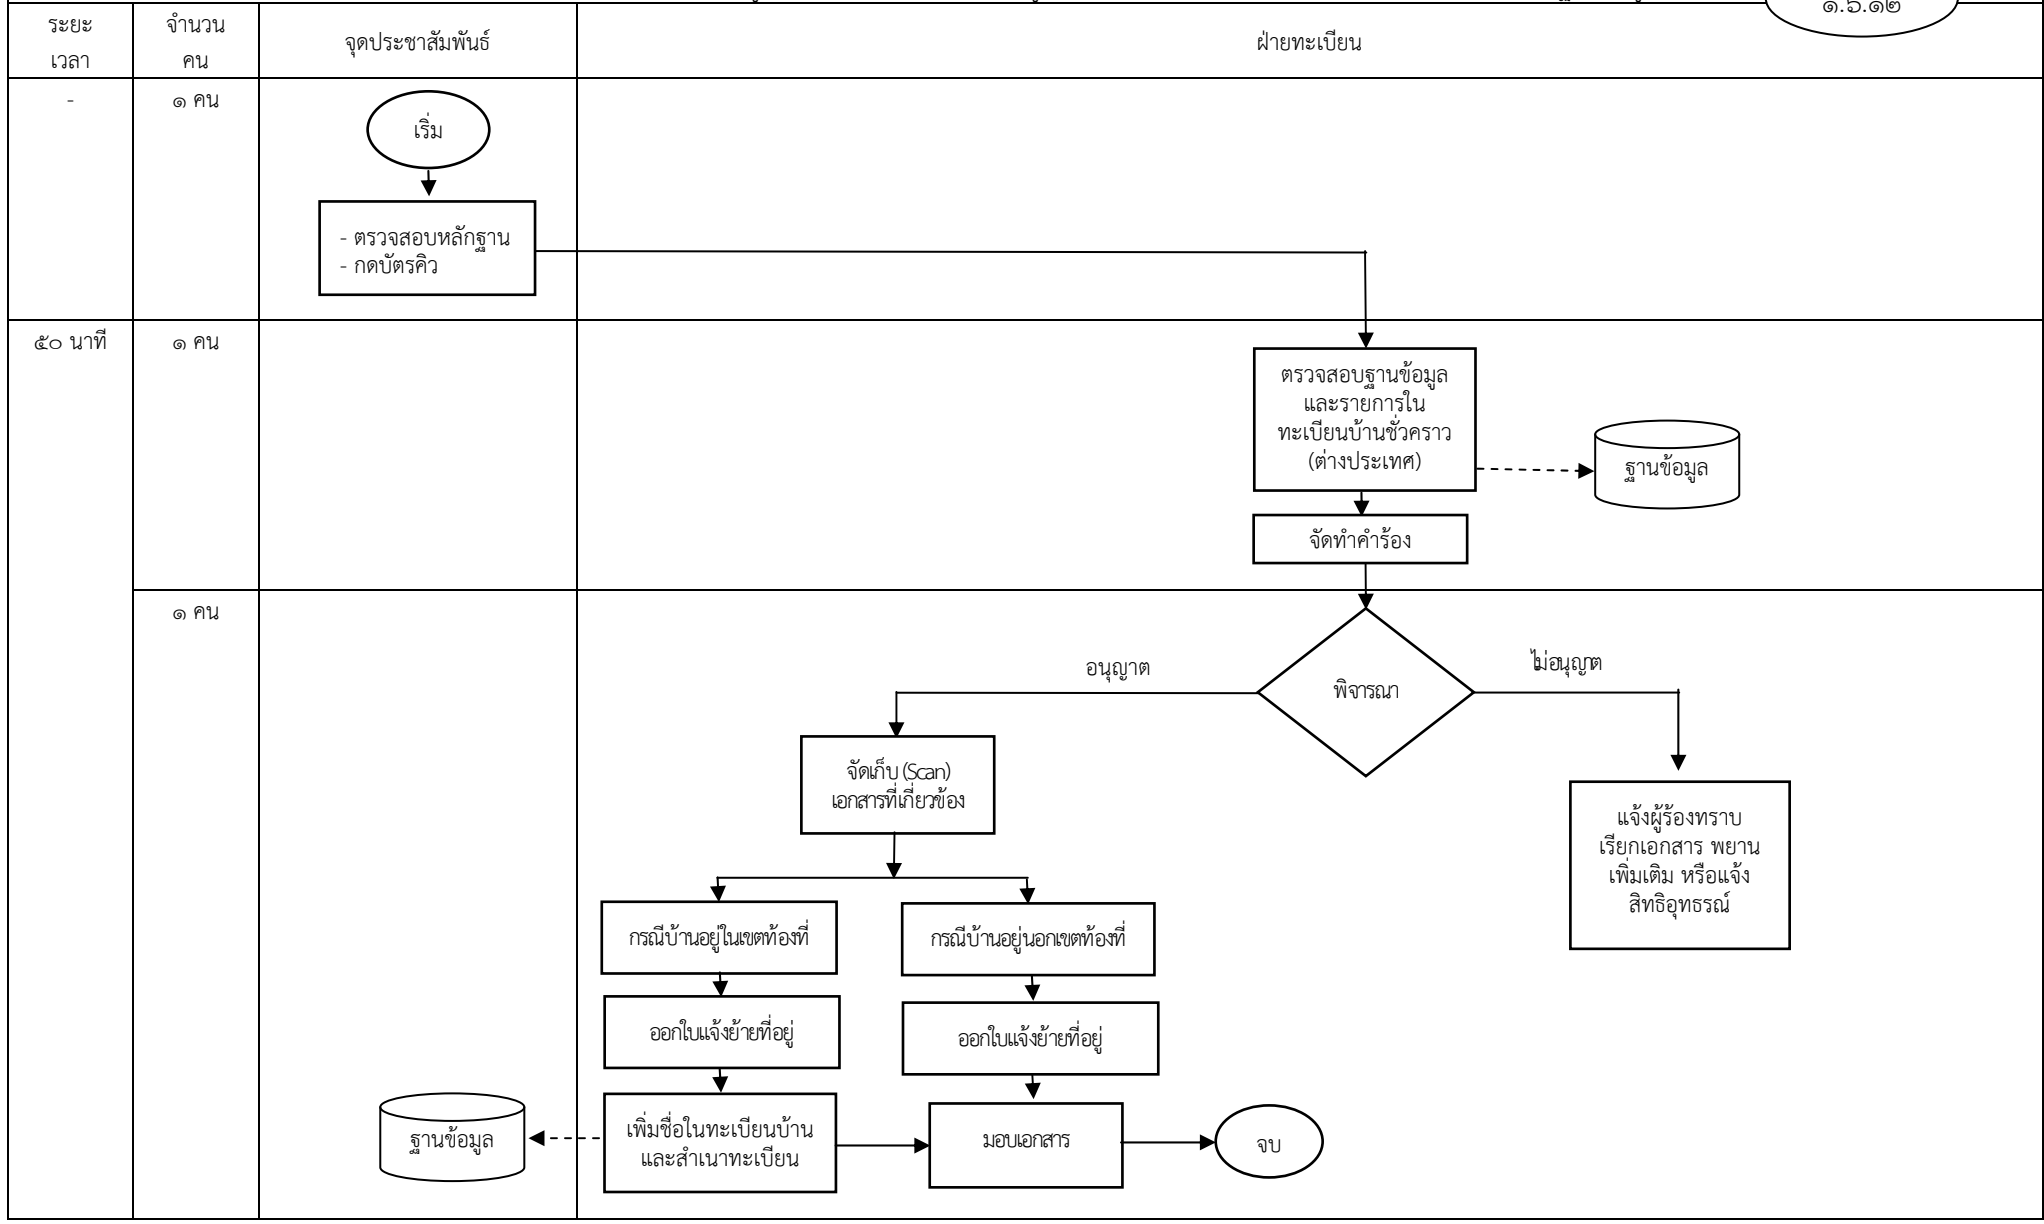 ๑.๖.๑๒
ระยะ
เวลา
จำนวน
คน
จุดประชาสัมพันธ์
ฝ่ายทะเบียน
-
๑ คน
เริ่ม
- ตรวจสอบหลักฐาน
- กดบัตรคิว
๕๐ นาที
๑ คน
ตรวจสอบฐานข้อมูล
และรายการใน
ทะเบียนบ้านชั่วคราว
(ต่างประเทศ)
ฐานข้อมูล
จัดทำคำร้อง
๑ คน
พิจารณา
อนุญาต
ไม่อนุญาต
จัดเก็บ (Scan)
เอกสารที่เกี่ยวข้อง
แจ้งผู้ร้องทราบ
เรียกเอกสาร พยาน
เพิ่มเติม หรือแจ้ง
สิทธิอุทธรณ์
กรณีบ้านอยู่ในเขตท้องที่
กรณีบ้านอยู่นอกเขตท้องที่
ออกใบแจ้งย้ายที่อยู่
ออกใบแจ้งย้ายที่อยู่
ฐานข้อมูล
เพิ่มชื่อในทะเบียนบ้าน
และสำเนาทะเบียน
มอบเอกสาร
จบ